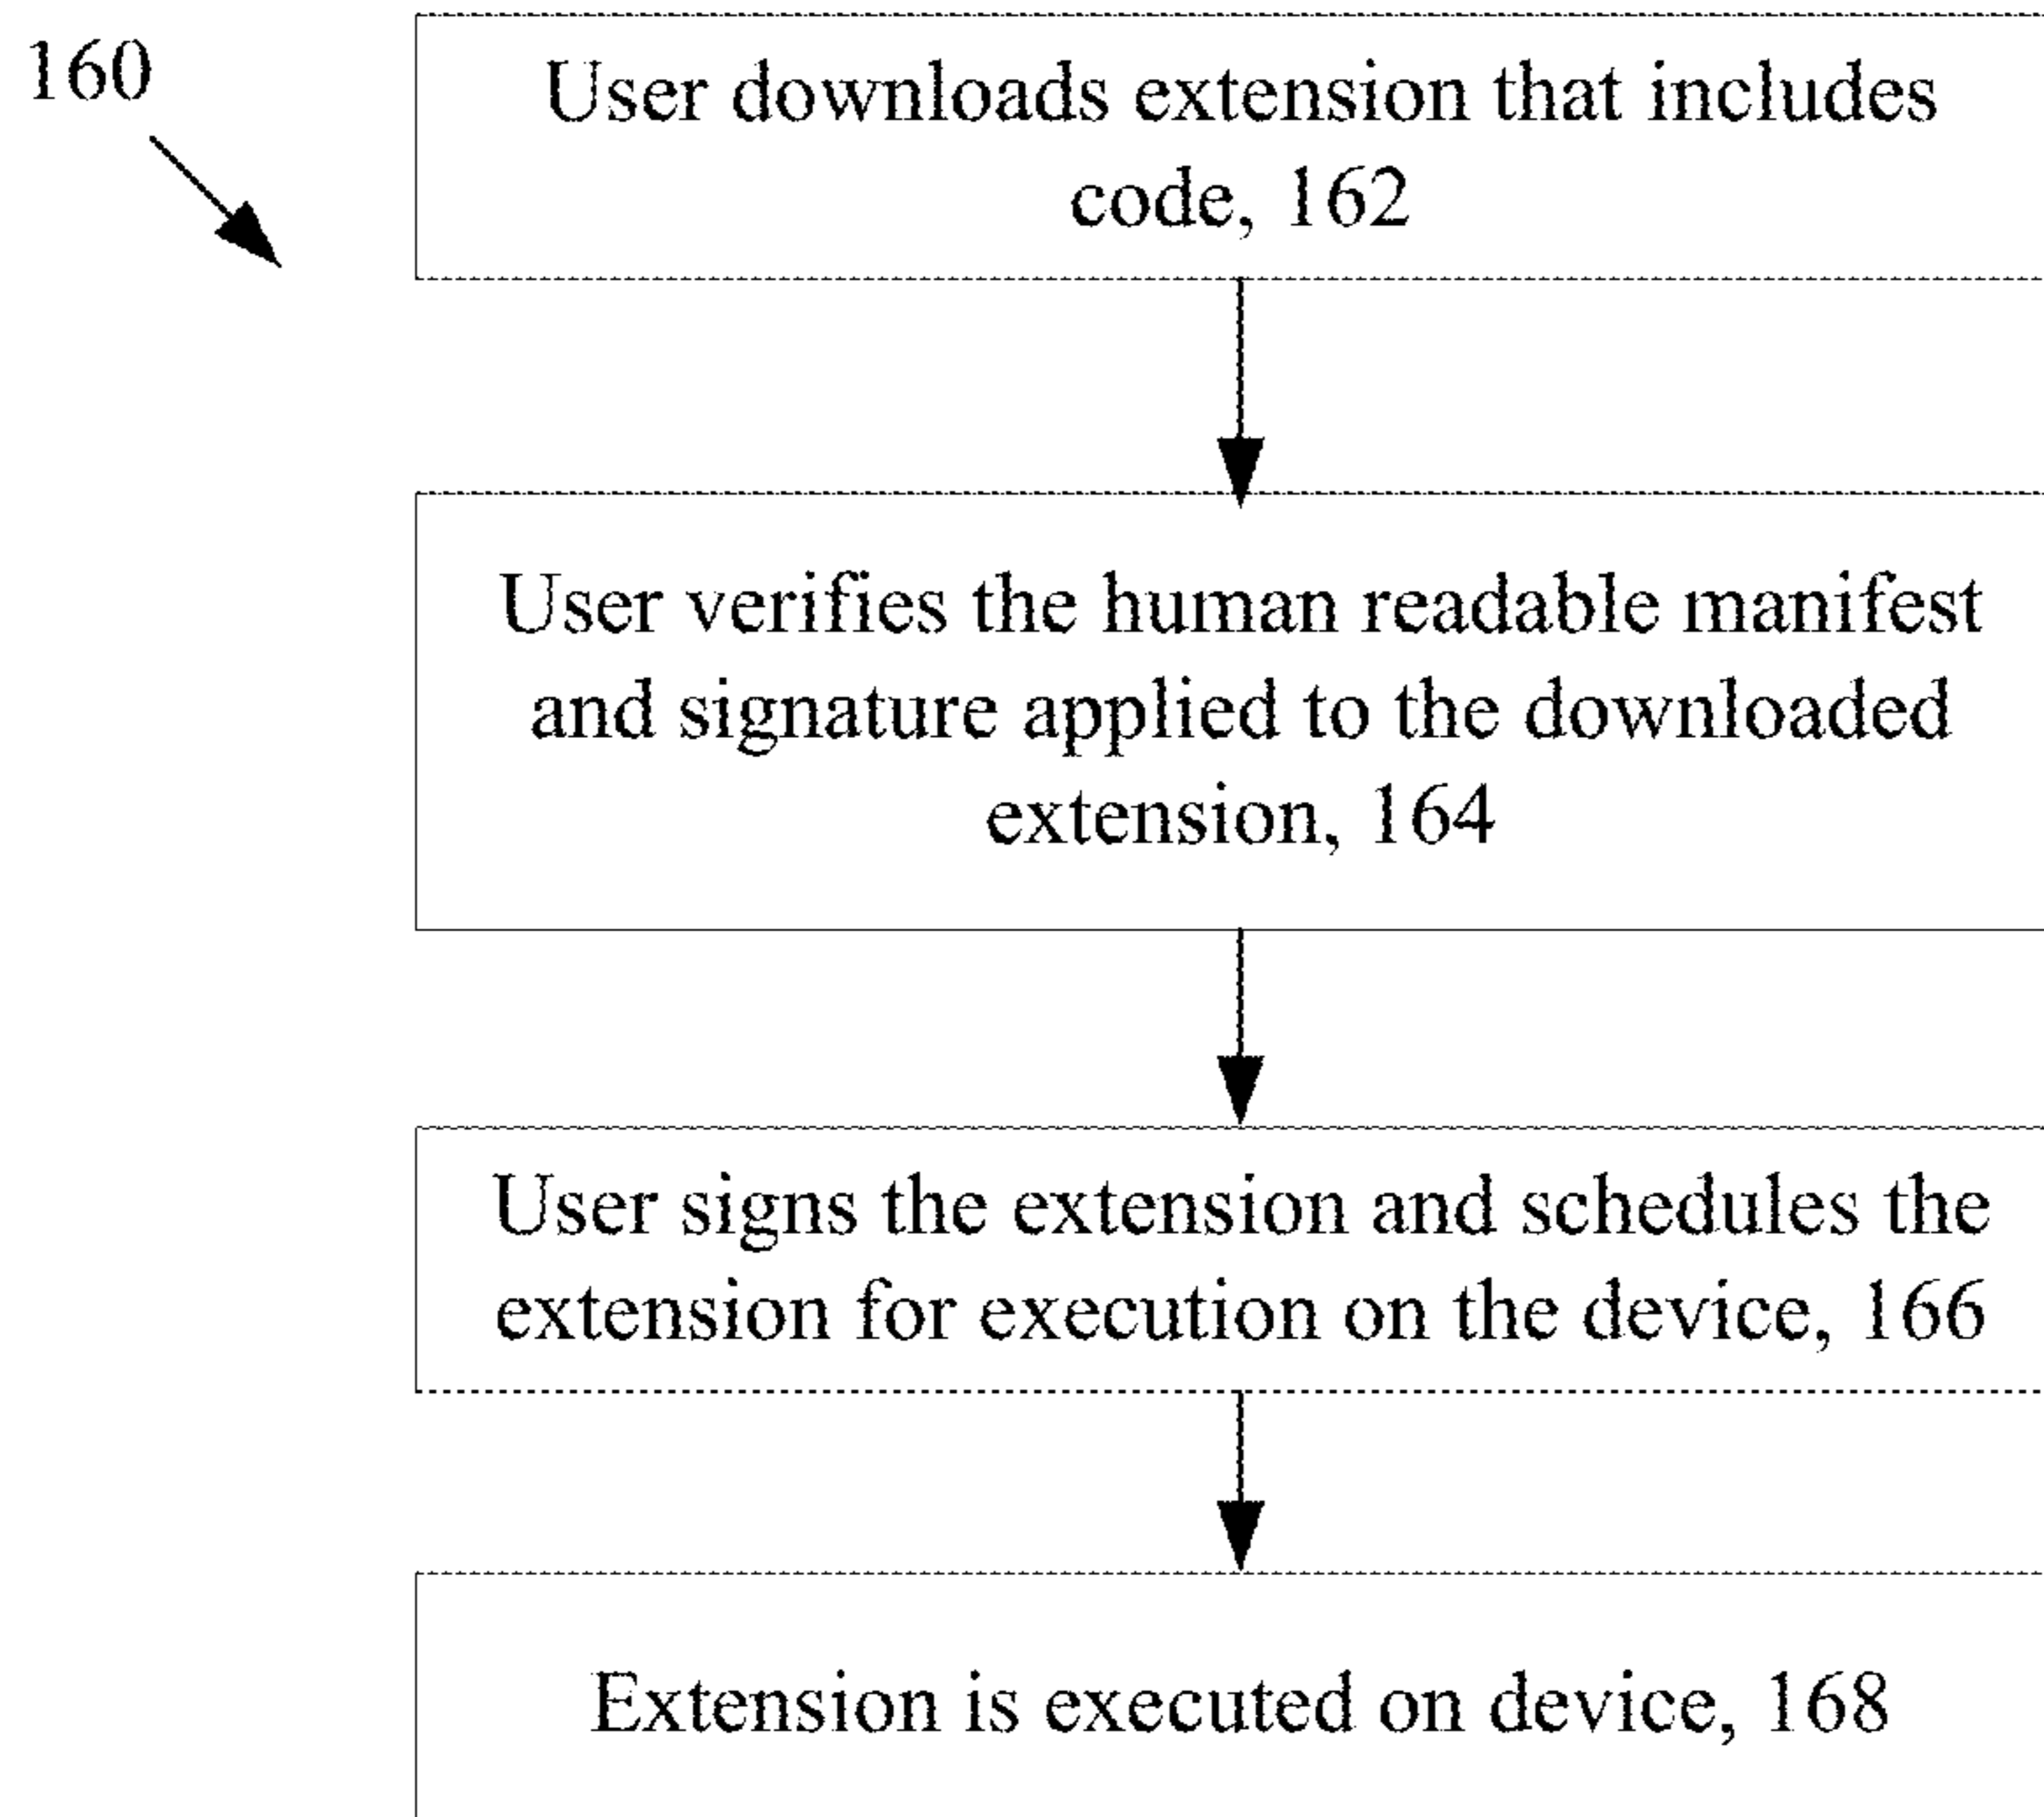 160
User downloads extension that includes
code, 162
User verifies the human readable manifest
and signature applied to the downloaded
extension, 164
User signs the extension and schedules the
extension for execution on the device, 166
Extension is executed on device, 168